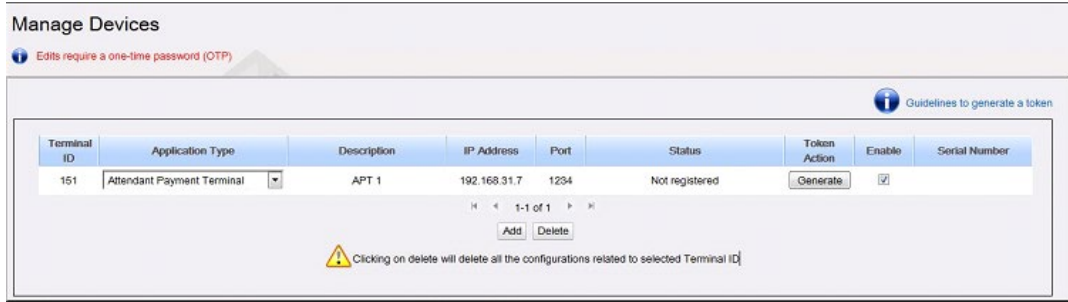 Manage Devices
Edits require a one-time password (OTP)
Guidelines to generate a token
Terminal ID Application Type Description IP Address Port Status Token Action Enable Serial Number
151 Attendant Payment Terminal APT 1 192.168.31.7 1234 Not registered Generate
1-1 of 1
Add Delete
Clicking on delete will delete all the configurations related to selected Terminal ID